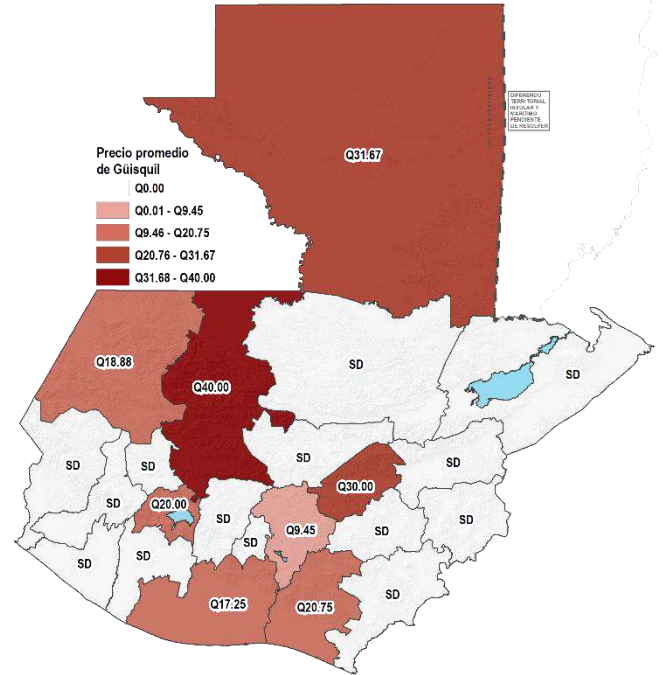 DIFERENDO
TERRITORIAL
INSULAR Y
MARÍTIMO
PENDIENTE
DE RESOLVER
Q31.67
Precio promedio
de Güisquil
Q0.00
Q0.01 - Q9.45
Q9.46 - Q20.75
Q20.76 - Q31.67
Q31.68 - Q40.00
Q18.88
Q40.00
SD
SD
SD
SD
SD
SD
Q30.00
SD
Q20.00
SD
SD
Q9.45
SD
SD
SD
SD
SD
SD
Q17.25
Q20.75